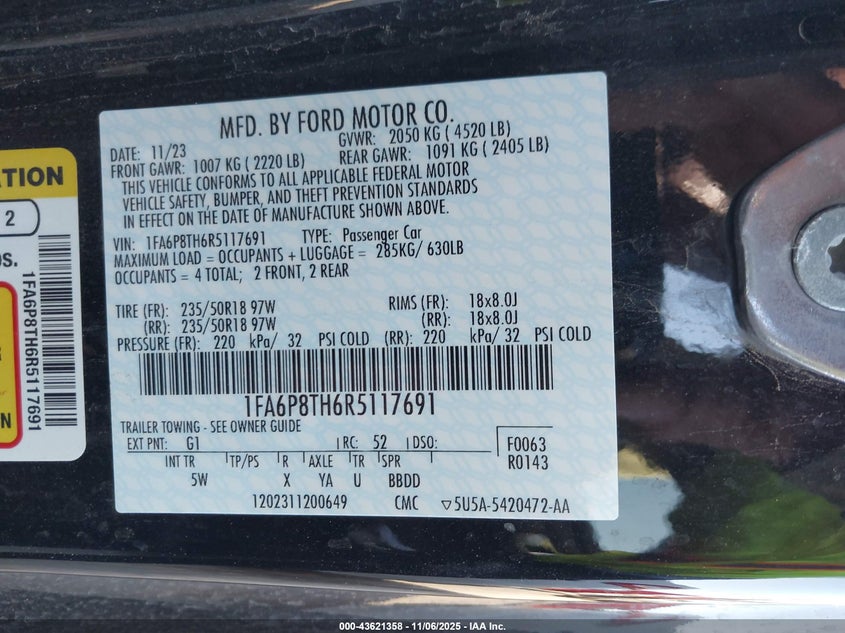 MFD. BY FORD MOTOR CO.
DATE: 11/23 GVWR: 2050 KG ( 4520 LB)
FRONT GAWR: 1007 KG ( 2220 LB) REAR GAWR: 1091 KG ( 2405 LB)
THIS VEHICLE CONFORMS TO ALL APPLICABLE FEDERAL MOTOR
VEHICLE SAFETY, BUMPER, AND THEFT PREVENTION STANDARDS
IN EFFECT ON THE DATE OF MANUFACTURE SHOWN ABOVE.
VIN: 1FA6P8TH6R5117691 TYPE: Passenger Car
MAXIMUM LOAD = OCCUPANTS + LUGGAGE = 285KG/ 630LB
OCCUPANTS = 4 TOTAL; 2 FRONT, 2 REAR
TIRE (FR): 235/50R18 97W RIMS (FR): 18x8.0J
(RR): 235/50R18 97W (RR): 18x8.0J
PRESSURE (FR): 220 kPa/ 32 PSI COLD (RR): 220 kPa/ 32 PSI COLD
1FA6P8TH6R5117691
TRAILER TOWING - SEE OWNER GUIDE
EXT PNT: G1 RC: 52 DSO: F0063
R0143
INT TR TP/PS R AXLE TR SPR
5W X YA U BBDD
1202311200649 CMC ▽5U5A-5420472-AA
ATION
2
OS.
R
N
1FA6P8TH6R5117691
000-43621358 - 11/06/2025 - IAA Inc.